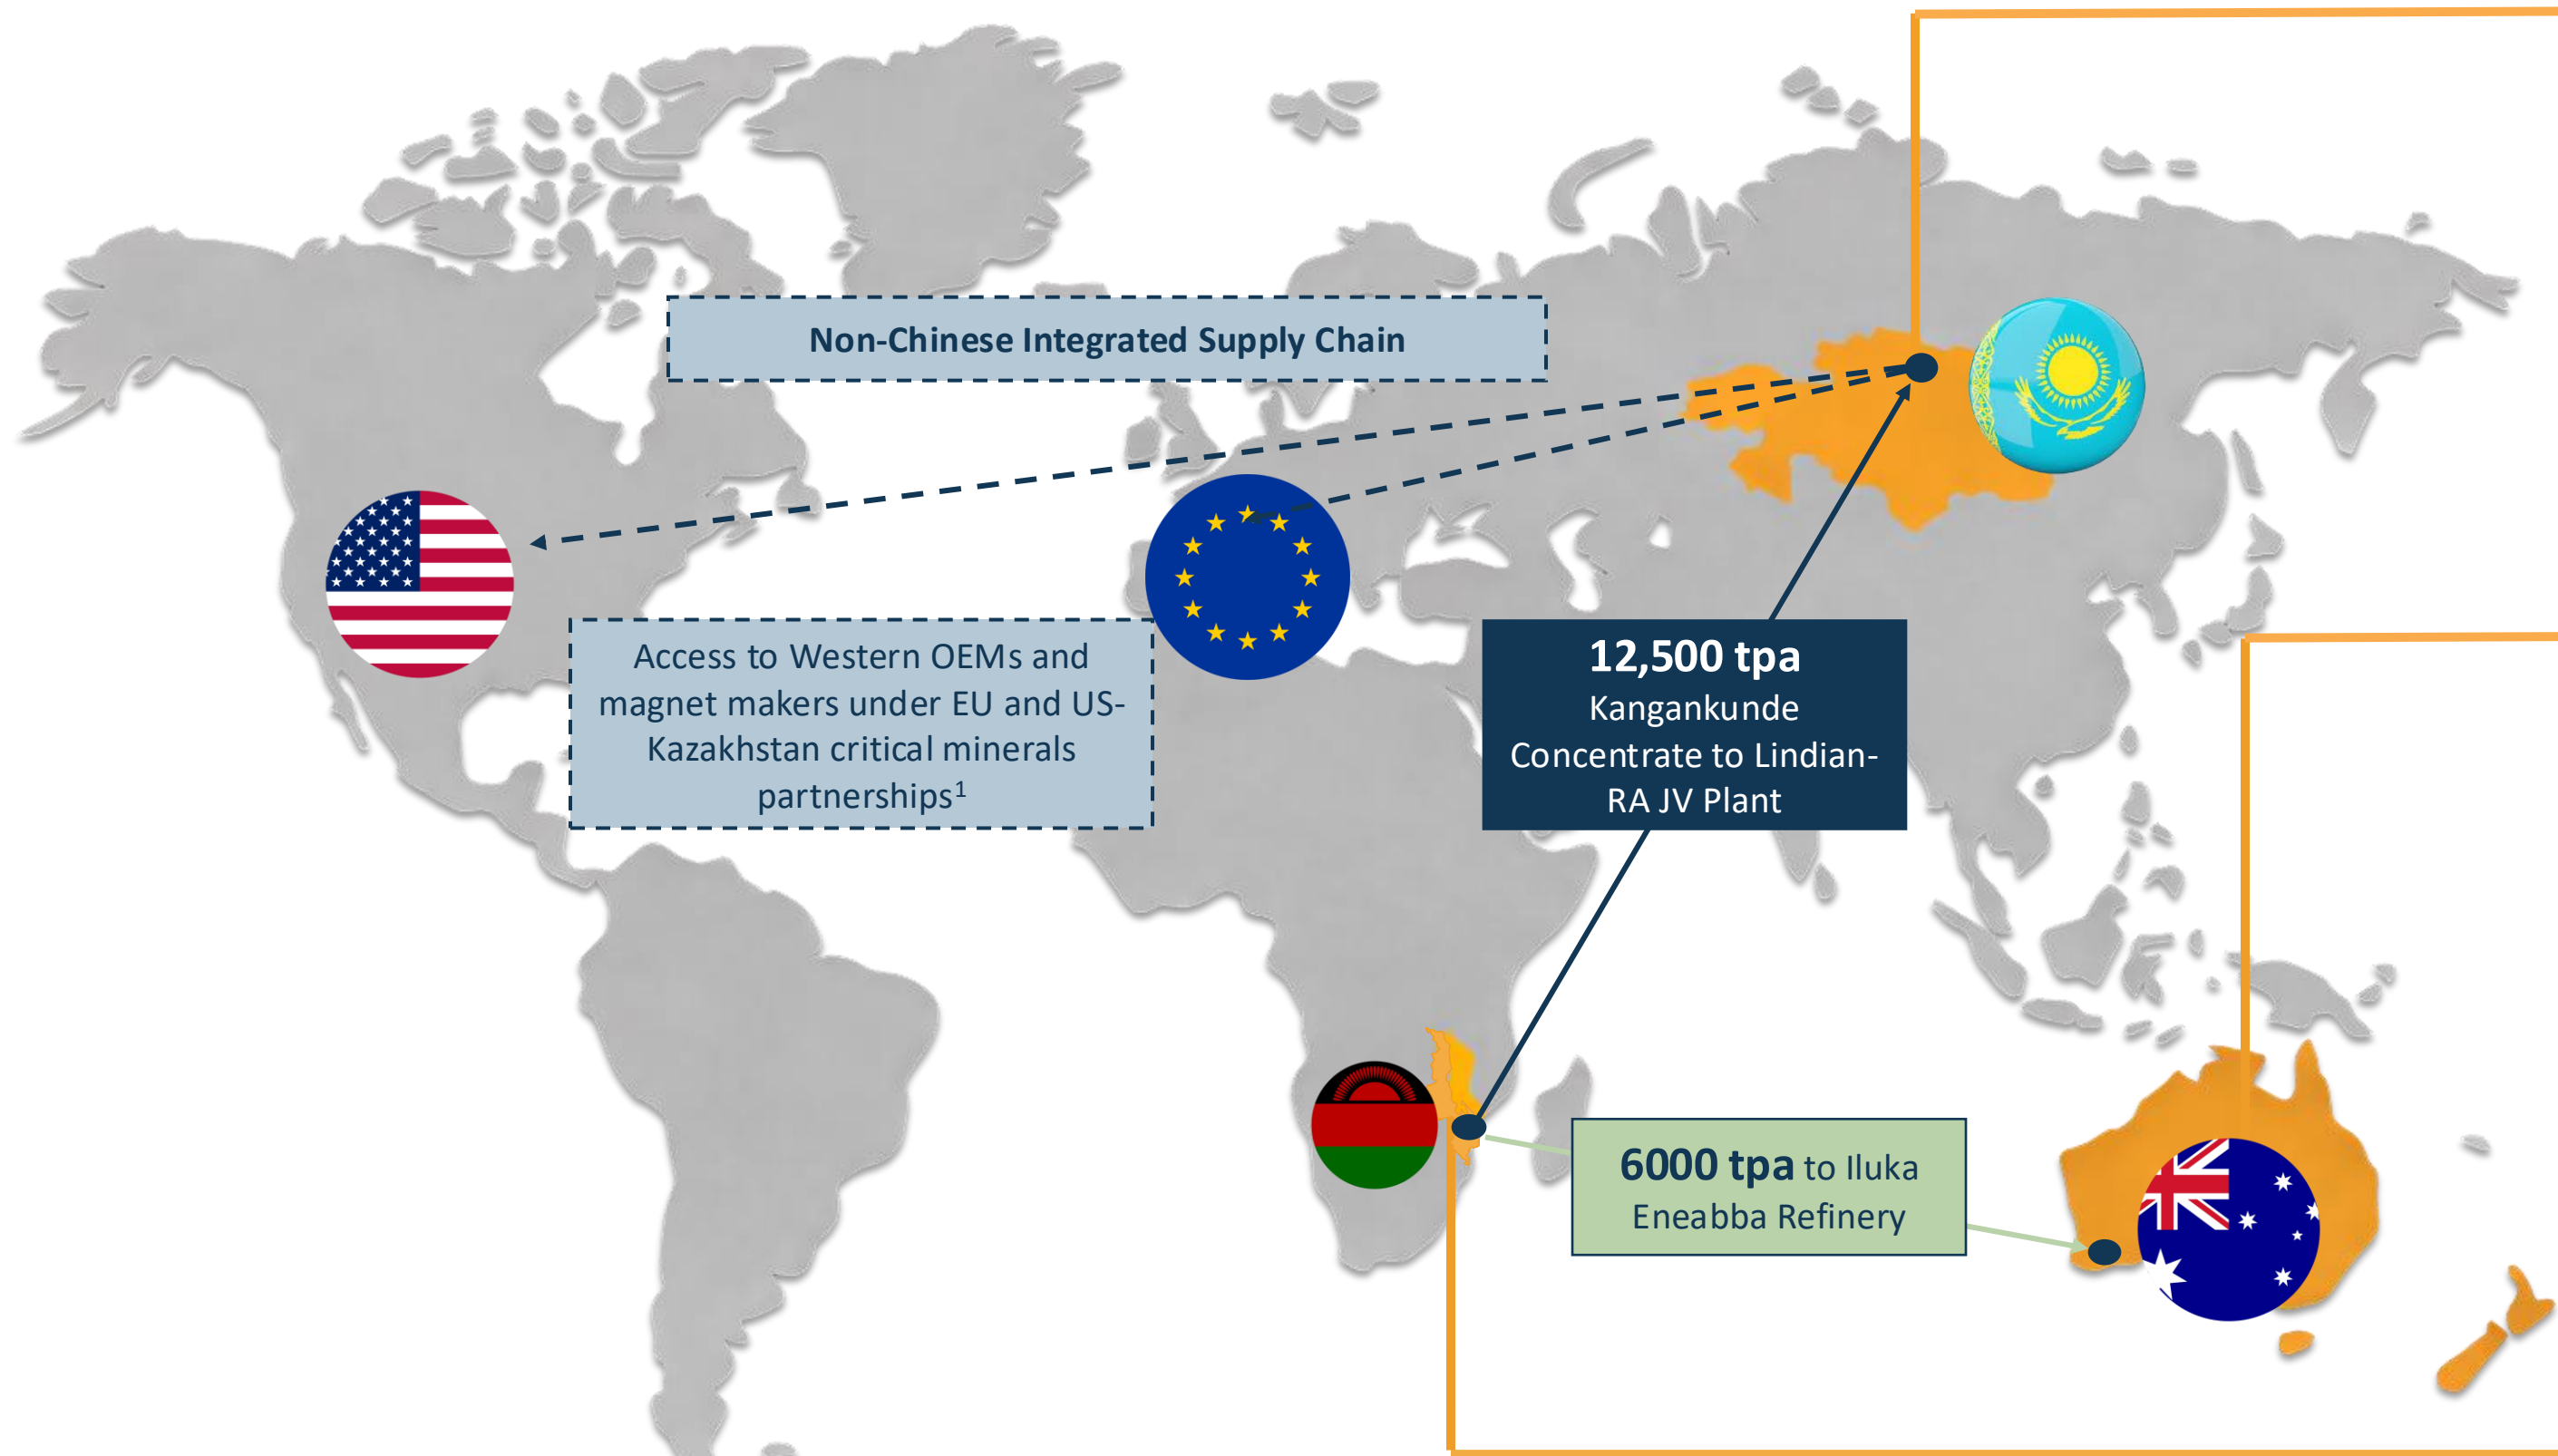 Non-Chinese Integrated Supply Chain
Access to Western OEMs and
magnet makers under EU and US-
Kazakhstan critical minerals
partnerships¹
12,500 tpa
Kangankunde
Concentrate to Lindian-
RA JV Plant
6000 tpa to Iluka
Eneabba Refinery